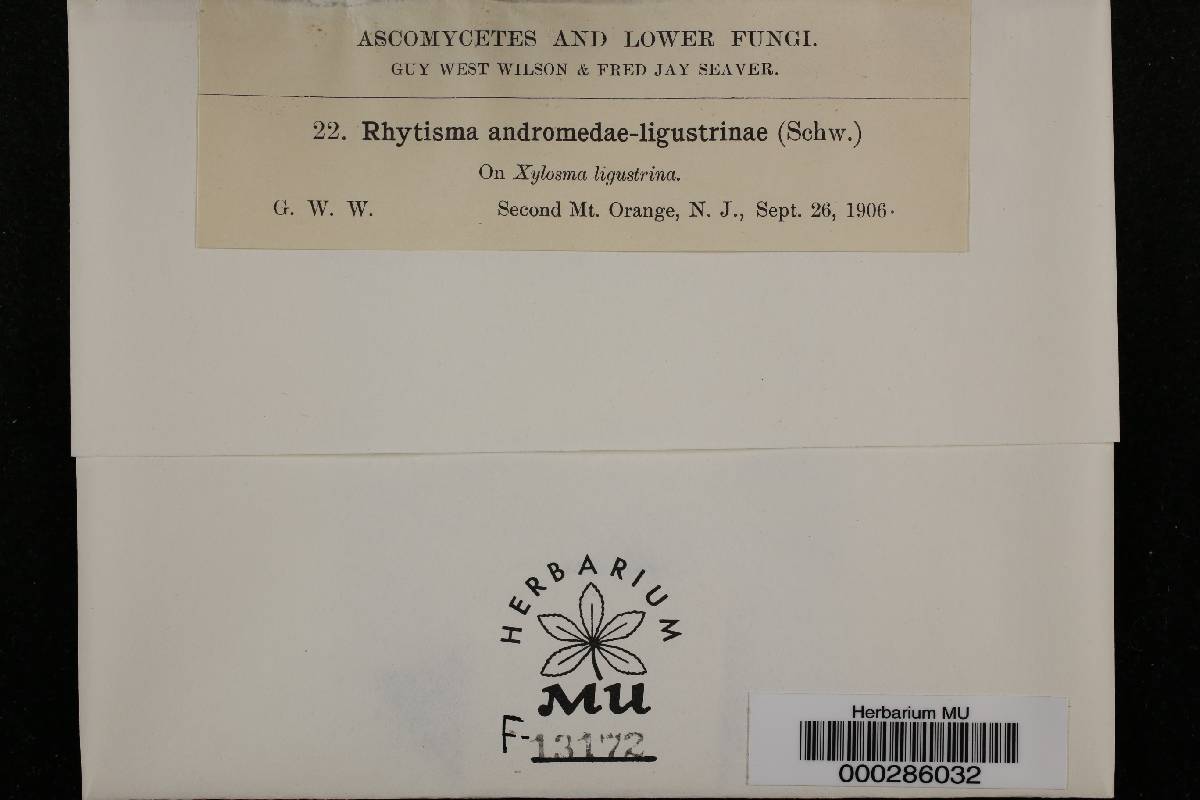 ASCOMYCETES AND LOWER FUNGI.
GUY WEST WILSON & FRED JAY SEAVER.
22. Rhytisma andromedae-ligustrinae (Schw.)
On Xylosma ligustrina.
G. W. W. Second Mt. Orange, N. J., Sept. 26, 1906.
HERBARIUM
MU
F-13172
Herbarium MU
000286032